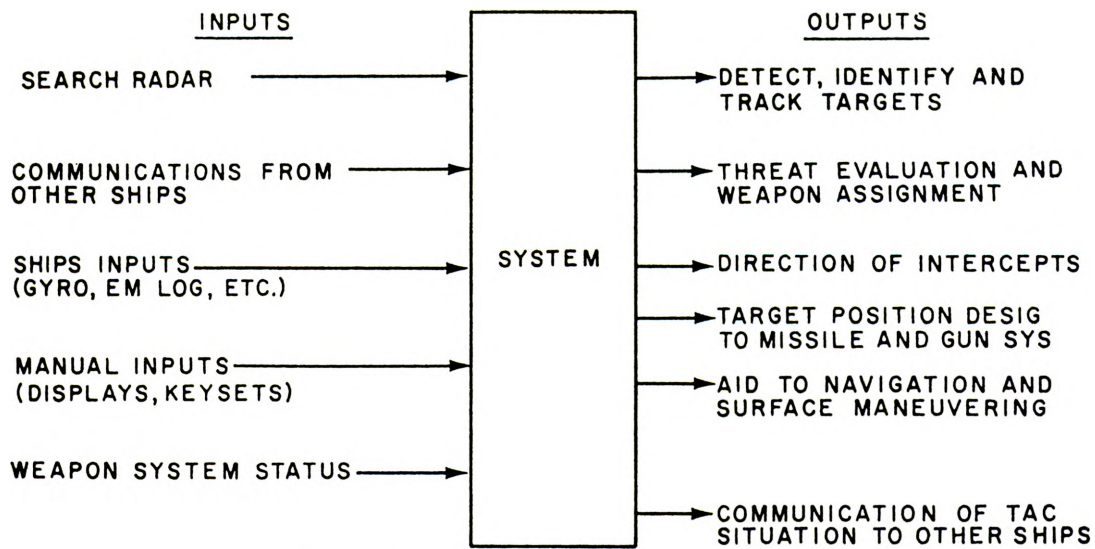 INPUTS
SEARCH RADAR
COMMUNICATIONS FROM
OTHER SHIPS
SHIPS INPUTS
(GYRO, EM LOG, ETC.)
MANUAL INPUTS
(DISPLAYS, KEYSETS)
WEAPON SYSTEM STATUS
SYSTEM
OUTPUTS
DETECT, IDENTIFY AND
TRACK TARGETS
THREAT EVALUATION AND
WEAPON ASSIGNMENT
DIRECTION OF INTERCEPTS
TARGET POSITION DESIG
TO MISSILE AND GUN SYS
AID TO NAVIGATION AND
SURFACE MANEUVERING
COMMUNICATION OF TAC
SITUATION TO OTHER SHIPS